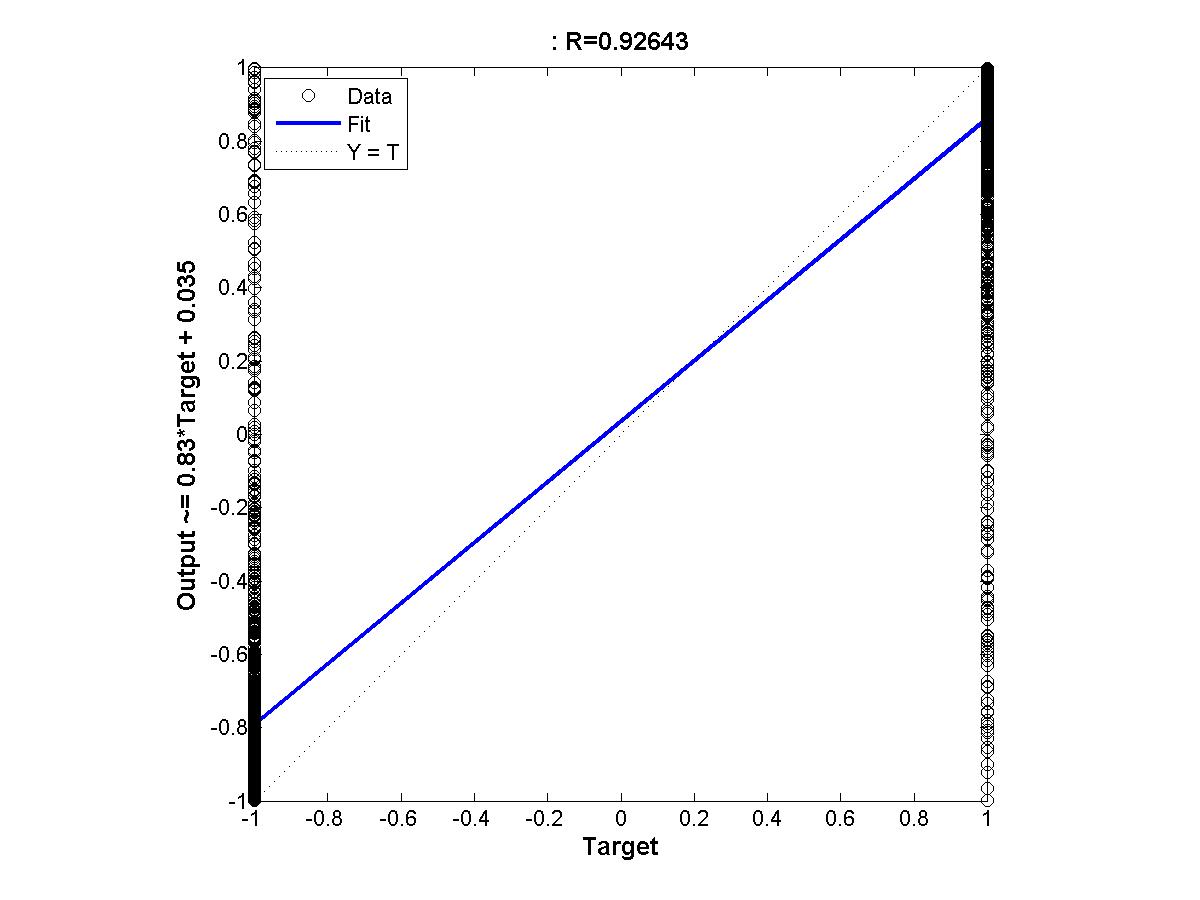 : R=0.92643
Data
Fit
Y = T
1
0.8
0.6
0.4
0.2
0
-0.2
-0.4
-0.6
-0.8
-1
Output ~= 0.83*Target + 0.035
-1 -0.8 -0.6 -0.4 -0.2 0 0.2 0.4 0.6 0.8 1
Target